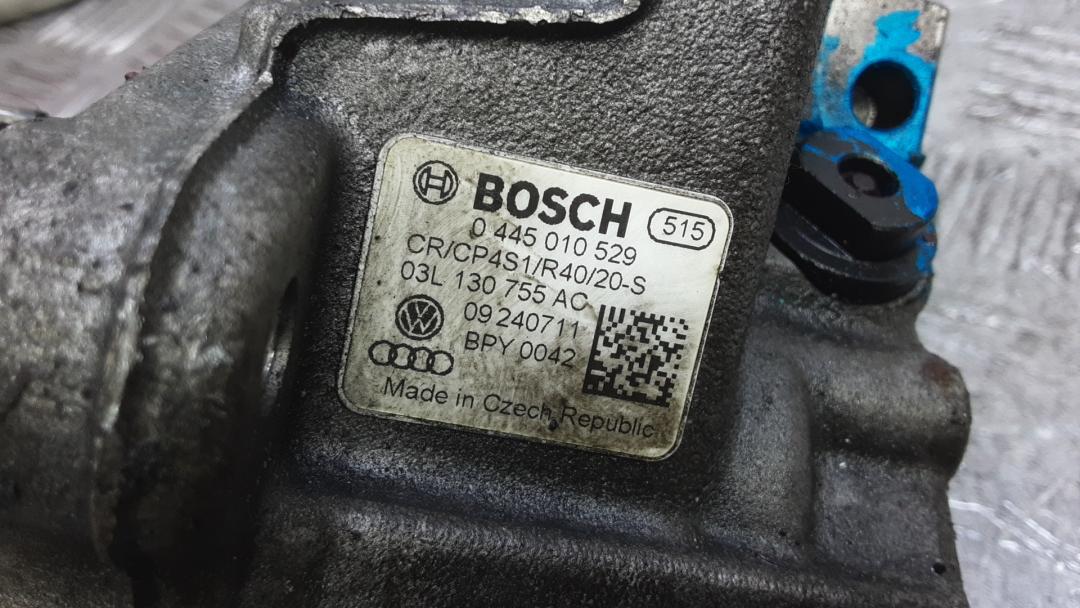 BOSCH 515
0 445 010 529
CR/CP4S1/R40/20-S
03L 130 755 AC
09 240711
BPY 0042
Made in Czech Republic